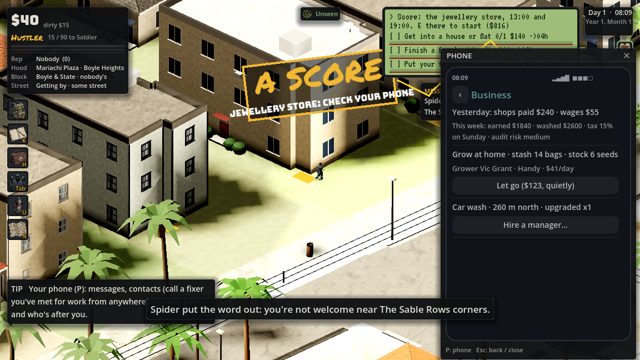 $40 dirty $15
HUSTLER 15 / 90 to Soldier
Rep Nobody (0)
Hood Mariachi Plaza · Boyle Heights
Block Boyle & State · nobody's
Street Getting by · some street
Tab
Unseen
> Score: the jewellery store, 13:00 and
19:00. E there to start ($816)
[ ] Get into a house or flat 0/1 $140
[ ] Finish a
[ ] Put your
Day 1 · 08:09
Year 1, Month 1
A SCORE
JEWELLERY STORE: CHECK YOUR PHONE
PHONE
08:09
Business
Yesterday: shops paid $240 · wages $55
This week: earned $1840 · washed $2600 · tax 15%
on Sunday · audit risk medium
Grow at home · stash 14 bags · stock 6 seeds
Grower Vic Grant · Handy · $41/day
Let go ($123, quietly)
Car wash · 260 m north · upgraded x1
Hire a manager...
P: phone Esc: back / close
TIP Your phone (P): messages, contacts (call a fixer
you've met for work from anywhere
and who's after you.
Spider put the word out: you're not welcome near The Sable Rows corners.